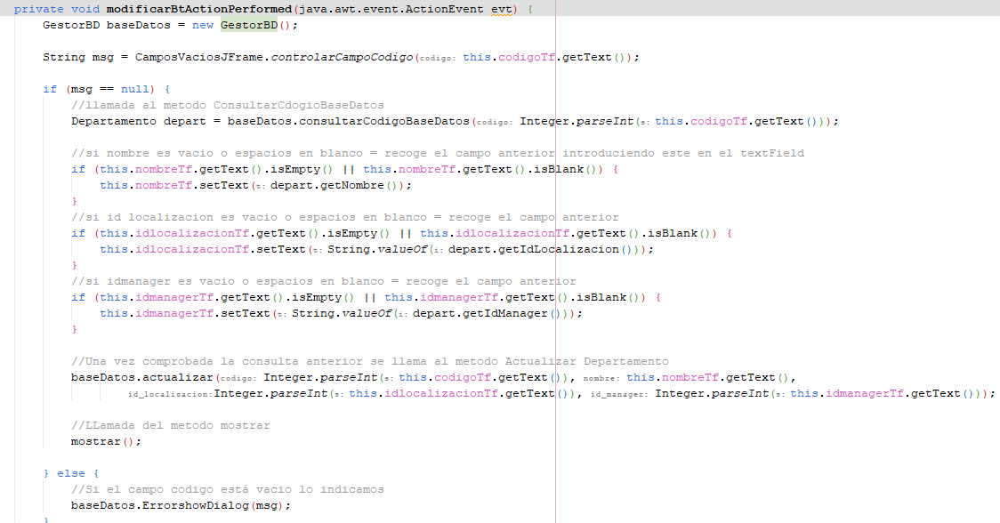 private void modificarBtActionPerformed(java.awt.event.ActionEvent evt) {
GestorBD baseDatos = new GestorBD();
String msg = CamposVaciosJFrame.controlarCampoCodigo(codigo: this.codigoTf.getText());
if (msg == null) {
//llamada al metodo ConsultarCdogioBaseDatos
Departamento depart = baseDatos.consultarCodigoBaseDatos(codigo: Integer.parseInt(s: this.codigoTf.getText()));
//si nombre es vacio o espacios en blanco = recoge el campo anterior introduciendo este en el textField
if (this.nombreTf.getText().isEmpty() || this.nombreTf.getText().isBlank()) {
this.nombreTf.setText(t: depart.getNombre());
}
//si id localizacion es vacio o espacios en blanco = recoge el campo anterior
if (this.idlocalizacionTf.getText().isEmpty() || this.idlocalizacionTf.getText().isBlank()) {
this.idlocalizacionTf.setText(t: String.valueOf(i: depart.getIdLocalizacion()));
}
//si idmanager es vacio o espacios en blanco = recoge el campo anterior
if (this.idmanagerTf.getText().isEmpty() || this.idmanagerTf.getText().isBlank()) {
this.idmanagerTf.setText(t: String.valueOf(i: depart.getIdManager()));
}
//Una vez comprobada la consulta anterior se llama al metodo Actualizar Departamento
baseDatos.actualizar(codigo: Integer.parseInt(s: this.codigoTf.getText()), nombre: this.nombreTf.getText(),
id_localizacion: Integer.parseInt(s: this.idlocalizacionTf.getText()), id_manager: Integer.parseInt(s: this.idmanagerTf.getText()));
//LLamada del metodo mostrar
mostrar();
} else {
//Si el campo codigo está vacio lo indicamos
baseDatos.ErrorshowDialog(msg);
}